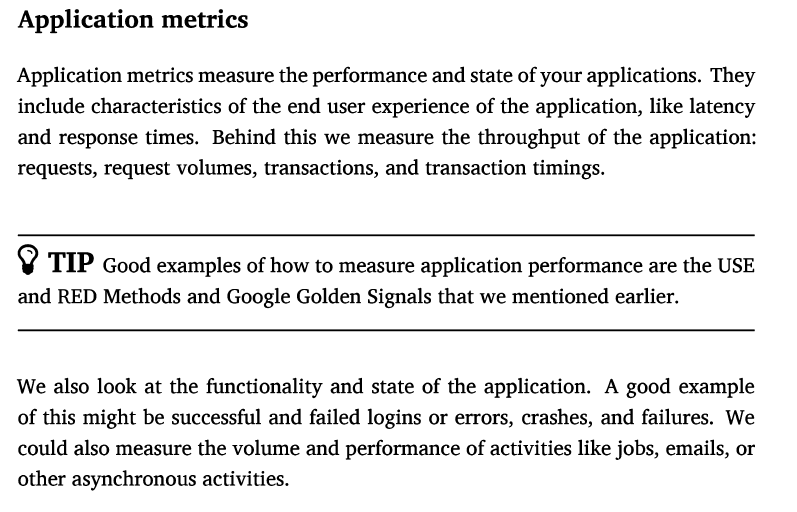 Application metrics
Application metrics measure the performance and state of your applications. They
include characteristics of the end user experience of the application, like latency
and response times. Behind this we measure the throughput of the application:
requests, request volumes, transactions, and transaction timings.
TIP Good examples of how to measure application performance are the USE
and RED Methods and Google Golden Signals that we mentioned earlier.
We also look at the functionality and state of the application. A good example
of this might be successful and failed logins or errors, crashes, and failures. We
could also measure the volume and performance of activities like jobs, emails, or
other asynchronous activities.